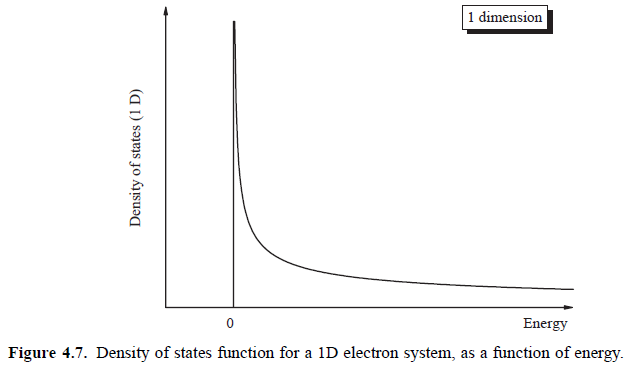 1 dimension
Density of states (1 D)
0
Energy
Figure 4.7. Density of states function for a 1D electron system, as a function of energy.